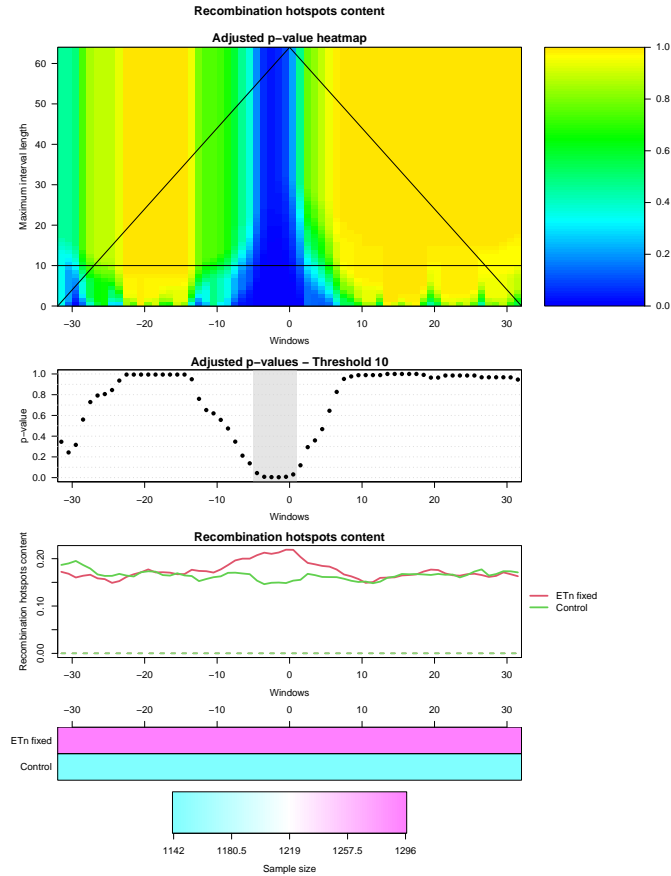 Recombination hotspots content
Adjusted p-value heatmap
Maximum interval length
60
50
40
30
20
10
0
−30 −20 −10 0 10 20 30
Windows
1.0
0.8
0.6
0.4
0.2
0.0
Adjusted p-values − Threshold 10
p-value
1.0
0.8
0.6
0.4
0.2
0.0
−30 −20 −10 0 10 20 30
Windows
Recombination hotspots content
Recombination hotspots content
0.20
0.10
0.00
−30 −20 −10 0 10 20 30
Windows
ETn fixed
Control
−30 −20 −10 0 10 20 30
ETn fixed
Control
1142 1180.5 1219 1257.5 1296
Sample size